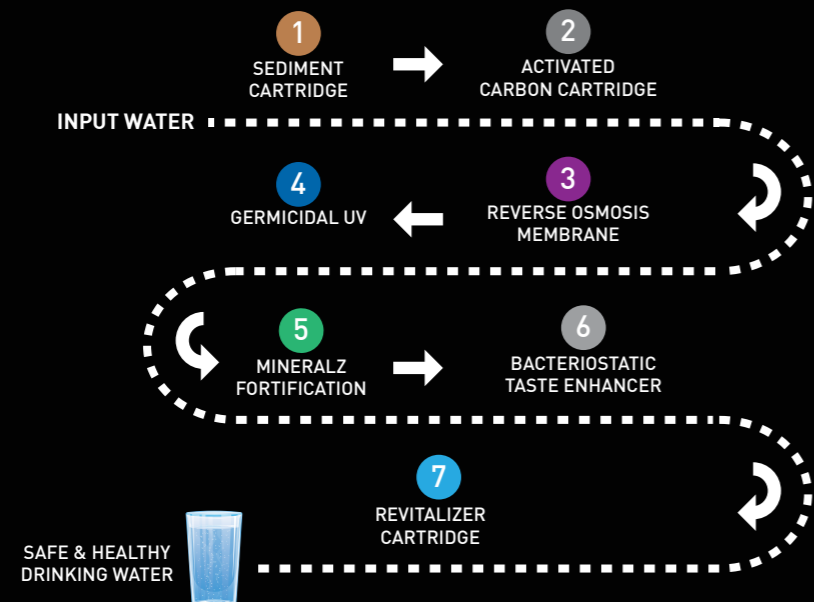 1
SEDIMENT
CARTRIDGE
2
ACTIVATED
CARBON CARTRIDGE
INPUT WATER
4
GERMICIDAL UV
3
REVERSE OSMOSIS
MEMBRANE
5
MINERALZ
FORTIFICATION
6
BACTERIOSTATIC
TASTE ENHANCER
7
REVITALIZER
CARTRIDGE
SAFE & HEALTHY
DRINKING WATER